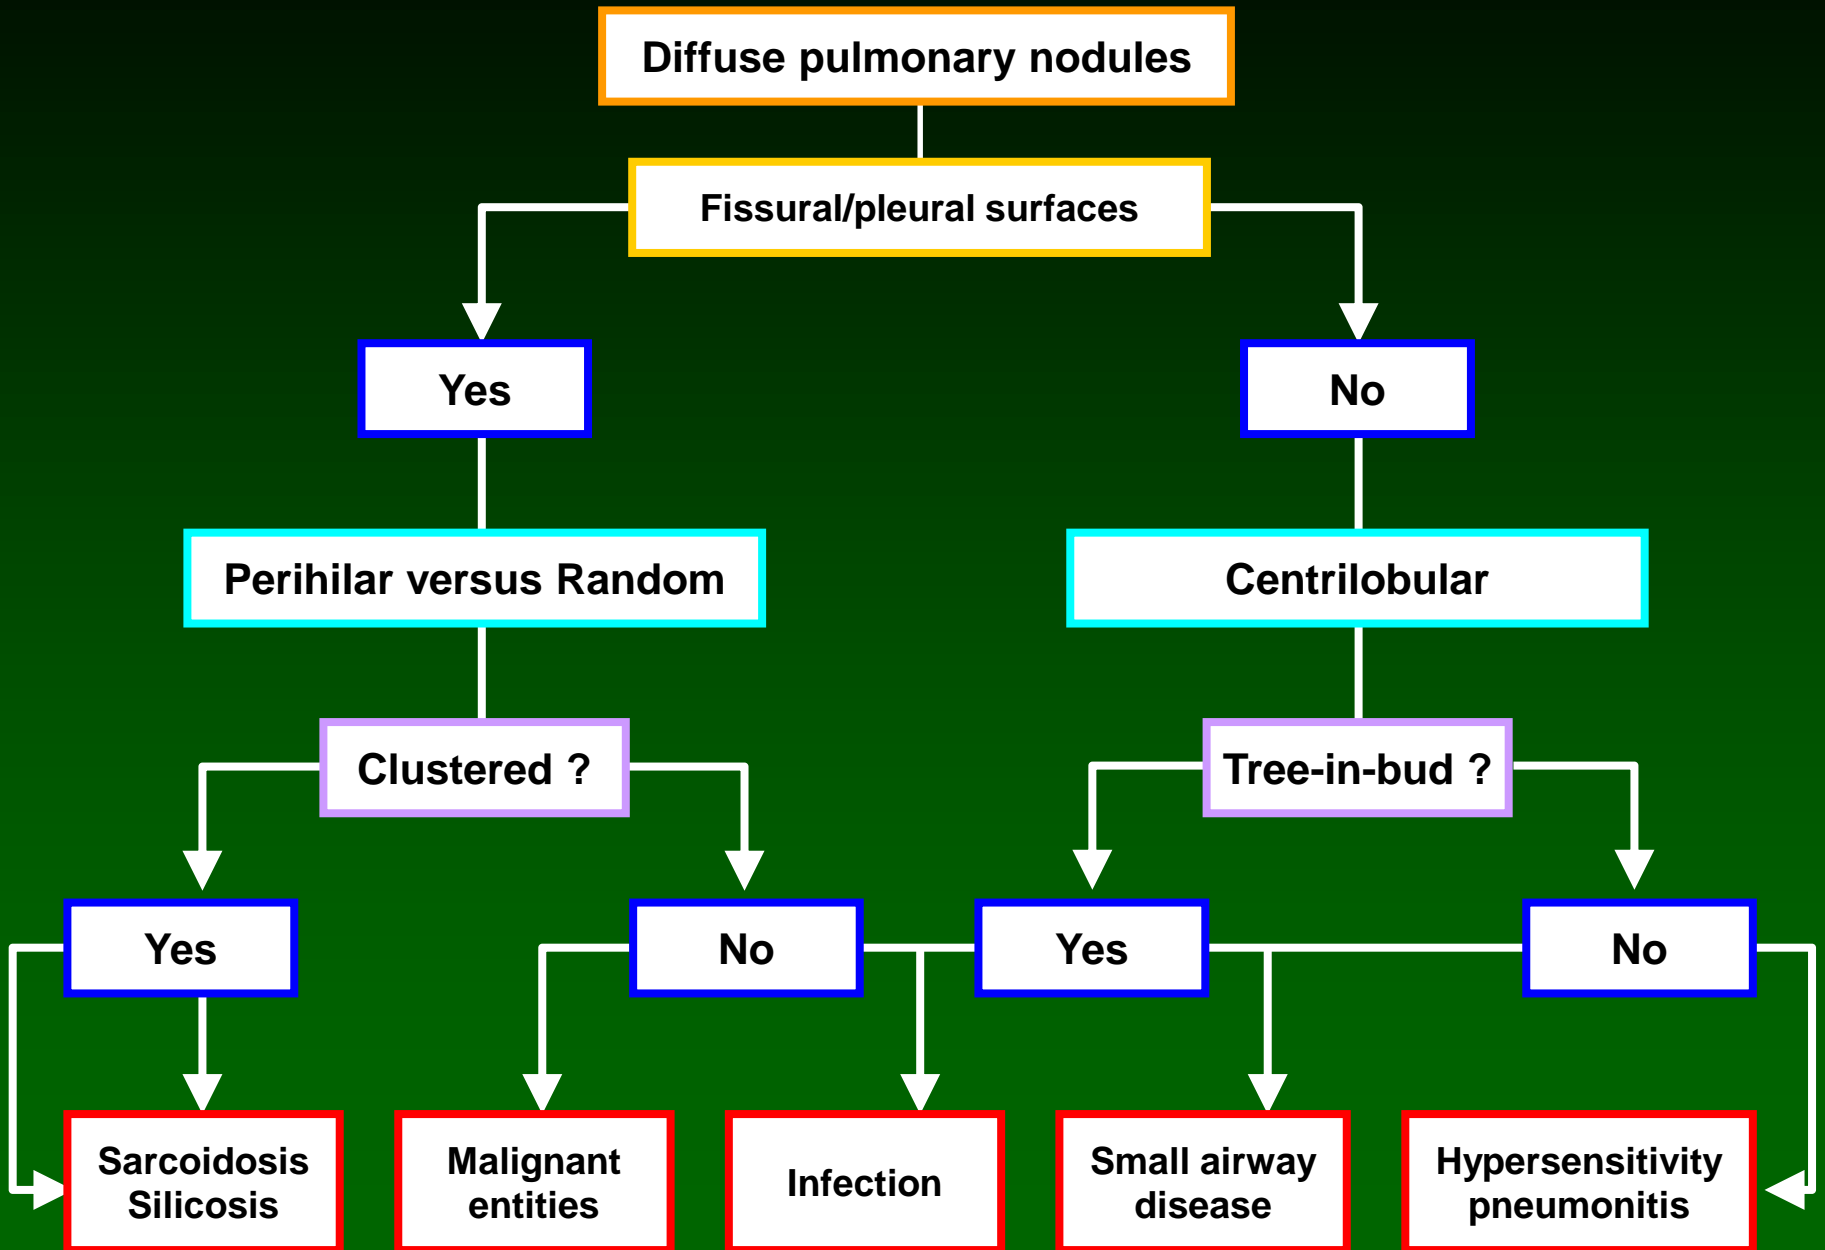 Diffuse pulmonary nodules
Fissural/pleural surfaces
Yes
No
Perihilar versus Random
Centrilobular
Clustered ?
Tree-in-bud ?
Yes
No
Yes
No
Sarcoidosis
Silicosis
Malignant
entities
Infection
Small airway
disease
Hypersensitivity
pneumonitis